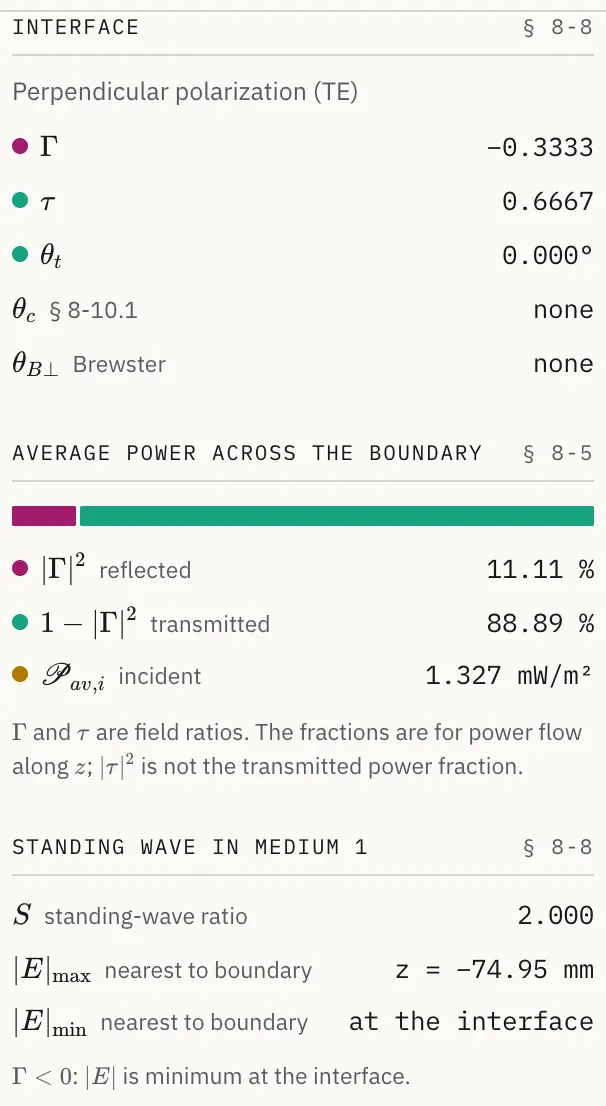 INTERFACE § 8-8
Perpendicular polarization (TE)
Γ −0.3333
τ 0.6667
θt 0.000°
θc § 8-10.1 none
θB⊥ Brewster none
AVERAGE POWER ACROSS THE BOUNDARY § 8-5
|Γ|² reflected 11.11 %
1 − |Γ|² transmitted 88.89 %
𝒫av,i incident 1.327 mW/m²
Γ and τ are field ratios. The fractions are for power flow
along z; |τ|² is not the transmitted power fraction.
STANDING WAVE IN MEDIUM 1 § 8-8
S standing-wave ratio 2.000
|E|max nearest to boundary z = −74.95 mm
|E|min nearest to boundary at the interface
Γ < 0: |E| is minimum at the interface.